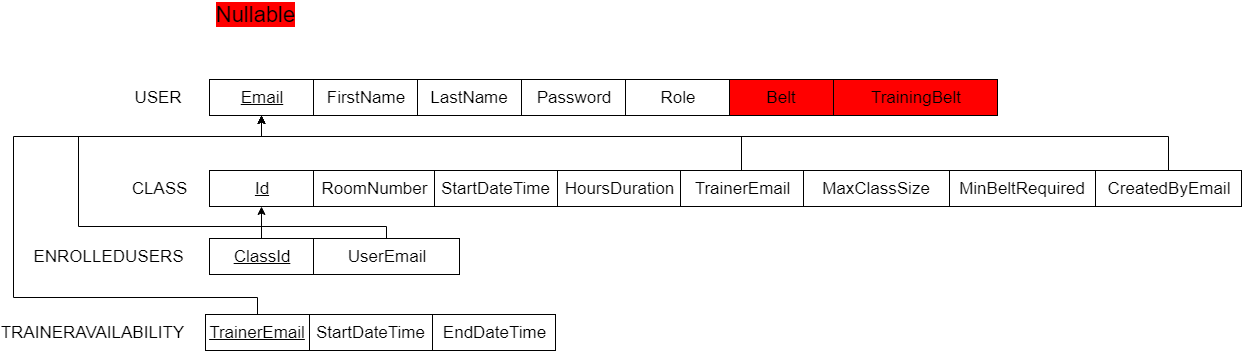 Nullable
USER Email FirstName LastName Password Role Belt TrainingBelt
CLASS Id RoomNumber StartDateTime HoursDuration TrainerEmail MaxClassSize MinBeltRequired CreatedByEmail
ENROLLEDUSERS ClassId UserEmail
TRAINERAVAILABILITY TrainerEmail StartDateTime EndDateTime